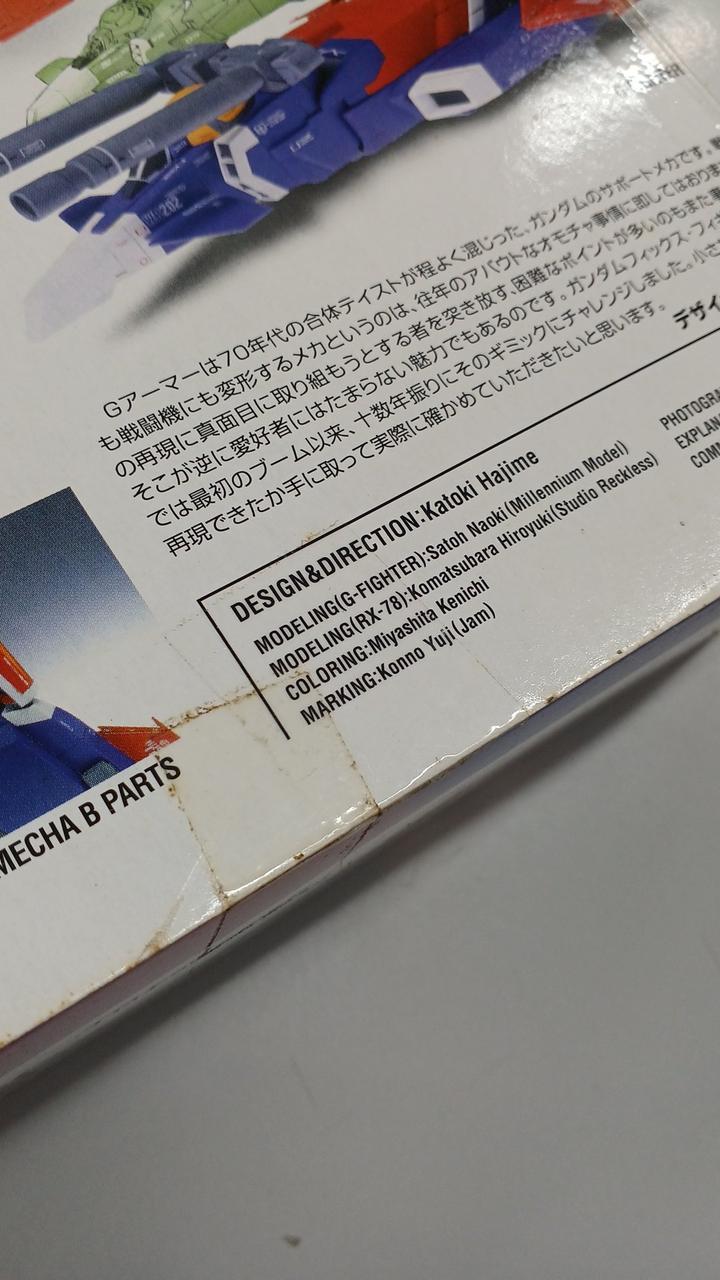 202
Gアーマーは70年代の合体テイストが程よく混じった、ガンダムのサポートメカです。
も戦闘機にも変形するメカというのは、往年のアバウトなオモチャ事情に即してはおりま
の再現に真面目に取り組もうとする者を突き放す、困難なポイントが多いのもまた
そこが逆に愛好者にはたまらない魅力でもあるのです。ガンダムフィックス・フィ
では最初のブーム以来、十数年振りにそのギミックにチャレンジしました。小さ
再現できたか手に取って実際に確かめていただきたいと思います。
デザイ
DESIGN&DIRECTION:Katoki Hajime
MODELING(G-FIGHTER):Satoh Naoki(Millennium Model)
MODELING(RX-78):Komatsubara Hiroyuki(Studio Reckless)
COLORING:Miyashita Kenichi
MARKING:Konno Yuji(Jam)
PHOTOGRA
EXPLAN
COMM
MECHA B PARTS